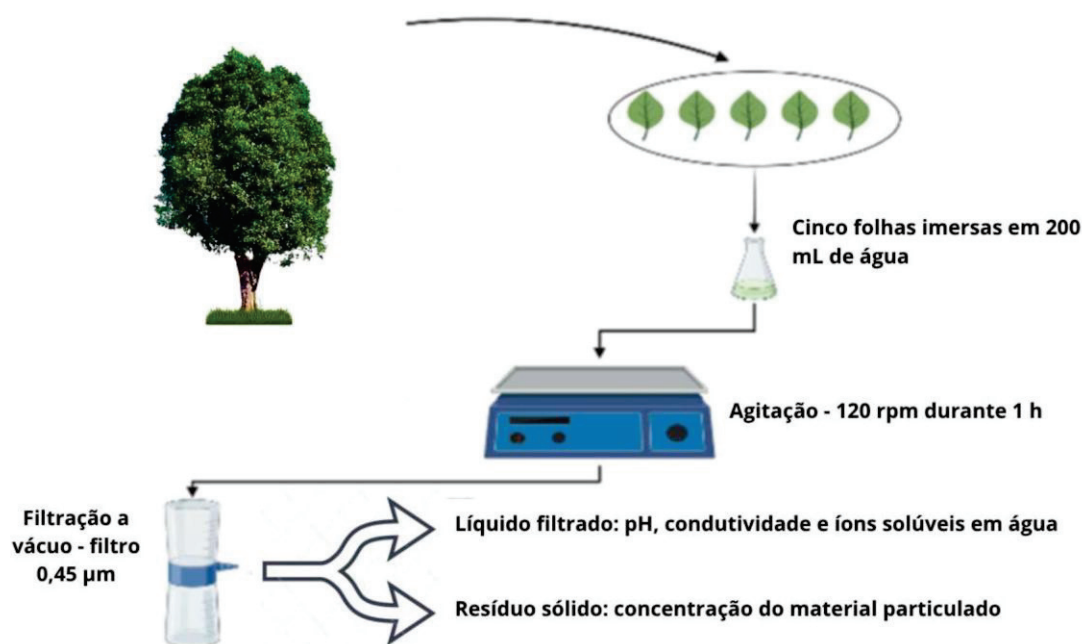 Cinco folhas imersas em 200
mL de água
Agitação - 120 rpm durante 1 h
Filtração a
vácuo - filtro
0,45 µm
Líquido filtrado: pH, condutividade e íons solúveis em água
Resíduo sólido: concentração do material particulado